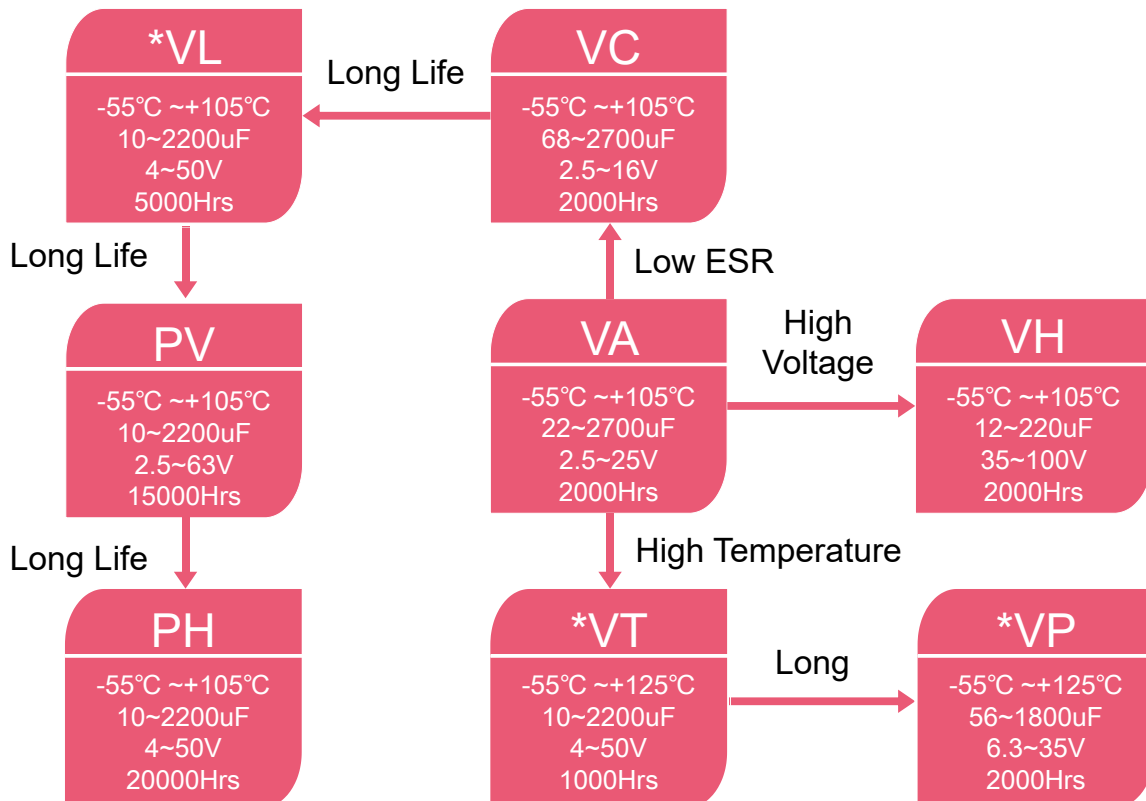 *VL
-55℃ ~+105℃
10~2200uF
4~50V
5000Hrs
Long Life
VC
-55℃ ~+105℃
68~2700uF
2.5~16V
2000Hrs
Long Life
Low ESR
PV
-55℃ ~+105℃
10~2200uF
2.5~63V
15000Hrs
VA
-55℃ ~+105℃
22~2700uF
2.5~25V
2000Hrs
High
Voltage
VH
-55℃ ~+105℃
12~220uF
35~100V
2000Hrs
Long Life
High Temperature
PH
-55℃ ~+105℃
10~2200uF
4~50V
20000Hrs
*VT
-55℃ ~+125℃
10~2200uF
4~50V
1000Hrs
Long
*VP
-55℃ ~+125℃
56~1800uF
6.3~35V
2000Hrs